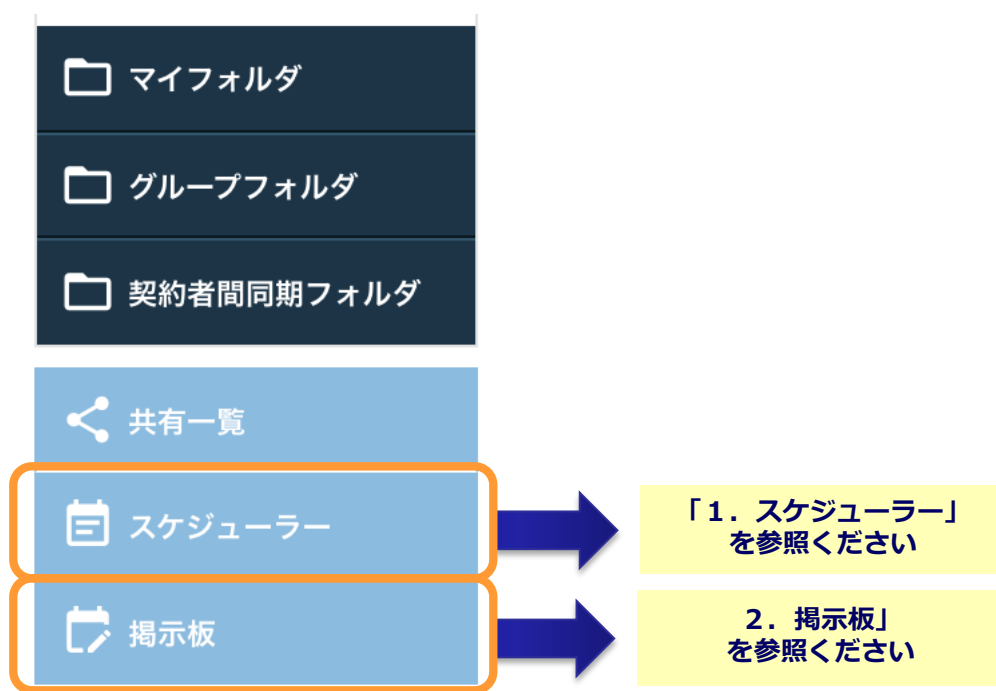 マイフォルダ
グループフォルダ
契約者間同期フォルダ
共有一覧
スケジューラー
「１．スケジューラー」
を参照ください
掲示板
２．掲示板」
を参照ください